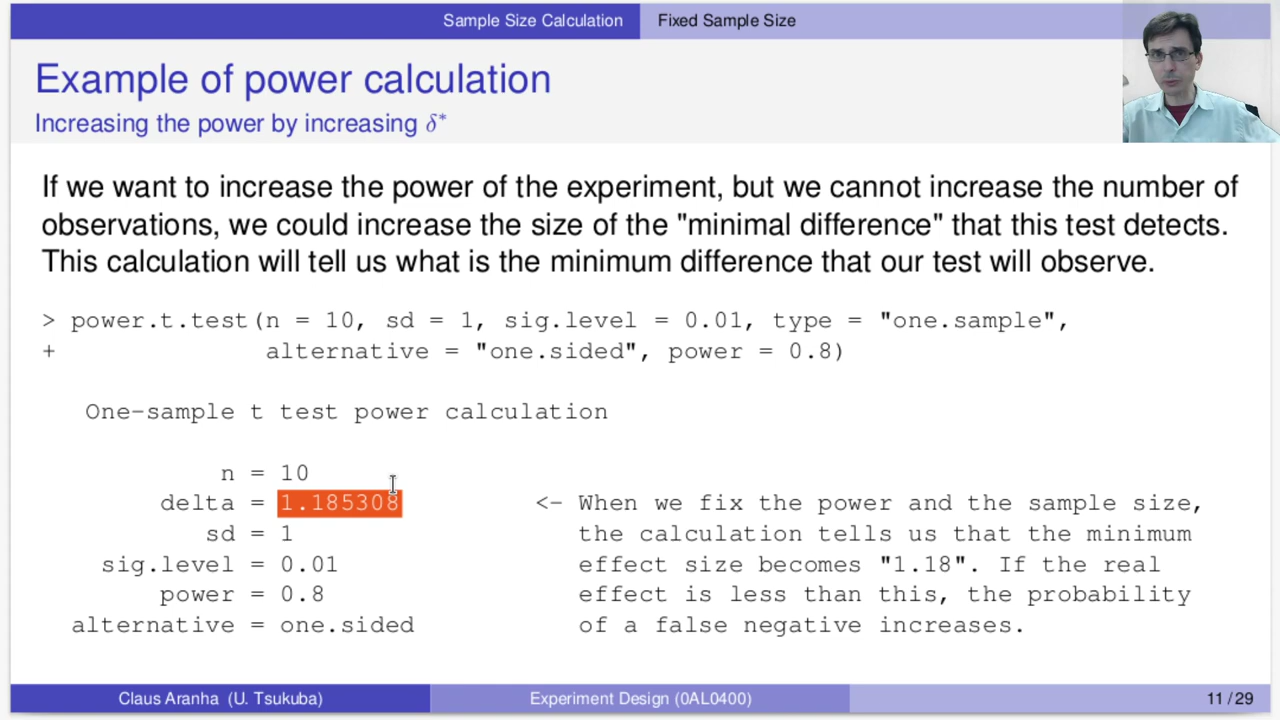 Sample Size Calculation Fixed Sample Size
Example of power calculation
Increasing the power by increasing δ*
If we want to increase the power of the experiment, but we cannot increase the number of
observations, we could increase the size of the "minimal difference" that this test detects.
This calculation will tell us what is the minimum difference that our test will observe.
> power.t.test(n = 10, sd = 1, sig.level = 0.01, type = "one.sample",
+ alternative = "one.sided", power = 0.8)
One-sample t test power calculation
n = 10
delta = 1.185308 <- When we fix the power and the sample size,
sd = 1 the calculation tells us that the minimum
sig.level = 0.01 effect size becomes "1.18". If the real
power = 0.8 effect is less than this, the probability
alternative = one.sided of a false negative increases.
Claus Aranha (U. Tsukuba) Experiment Design (0AL0400) 11 / 29